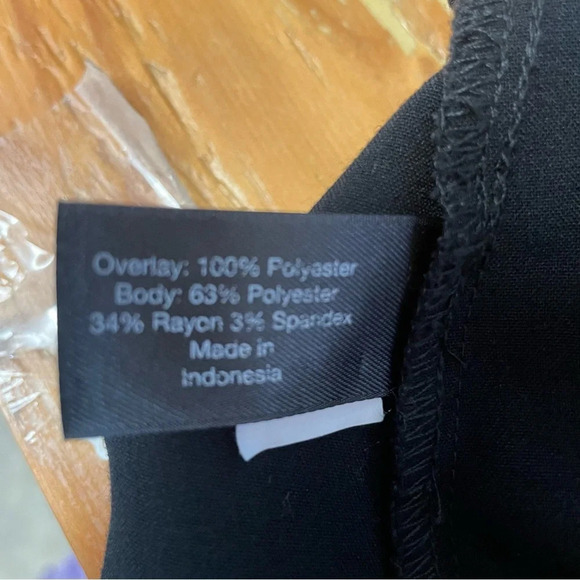 Overlay: 100% Polyester
Body: 63% Polyester
34% Rayon 3% Spandex
Made in
Indonesia